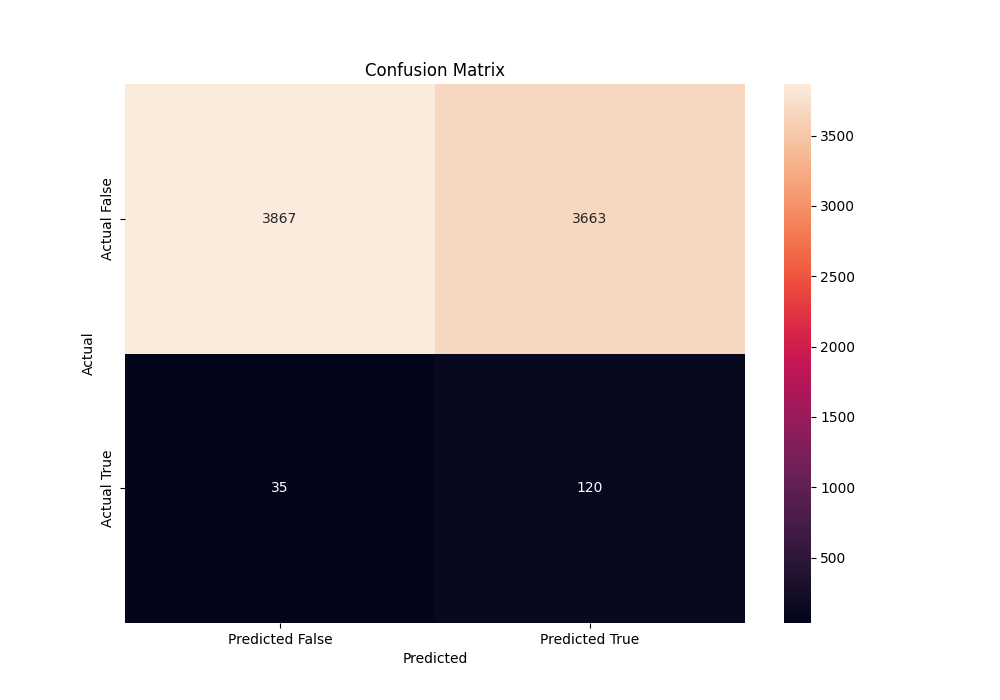 Confusion Matrix
Actual
Actual False
Actual True
3867
3663
35
120
Predicted False
Predicted True
Predicted
3500
3000
2500
2000
1500
1000
500